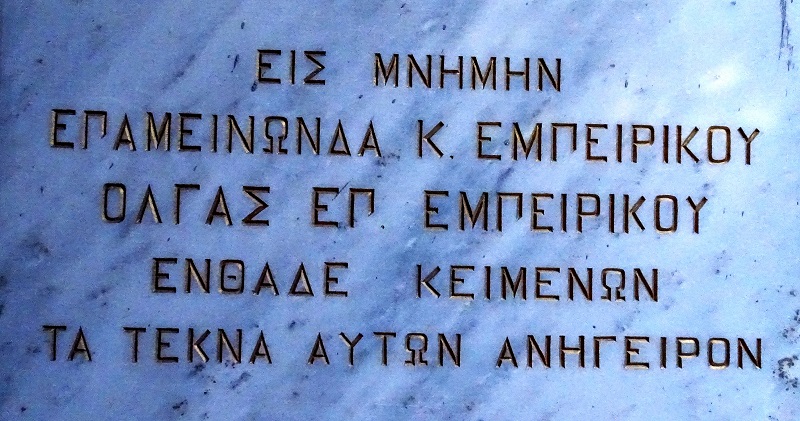 ΕΙΣ ΜΝΗΜΗΝ
ΕΠΑΜΕΙΝΩΝΔΑ Κ. ΕΜΠΕΙΡΙΚΟΥ
ΟΛΓΑΣ ΕΠ. ΕΜΠΕΙΡΙΚΟΥ
ΕΝΘΑΔΕ ΚΕΙΜΕΝΩΝ
ΤΑ ΤΕΚΝΑ ΑΥΤΩΝ ΑΝΗΓΕΙΡΟΝ